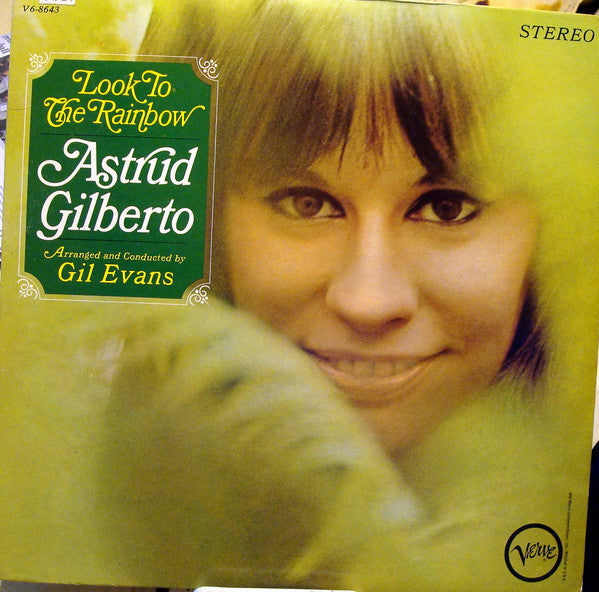 V6-8643
STEREO
Look To
The Rainbow
Astrud
Gilberto
Arranged and Conducted by
Gil Evans
Verve